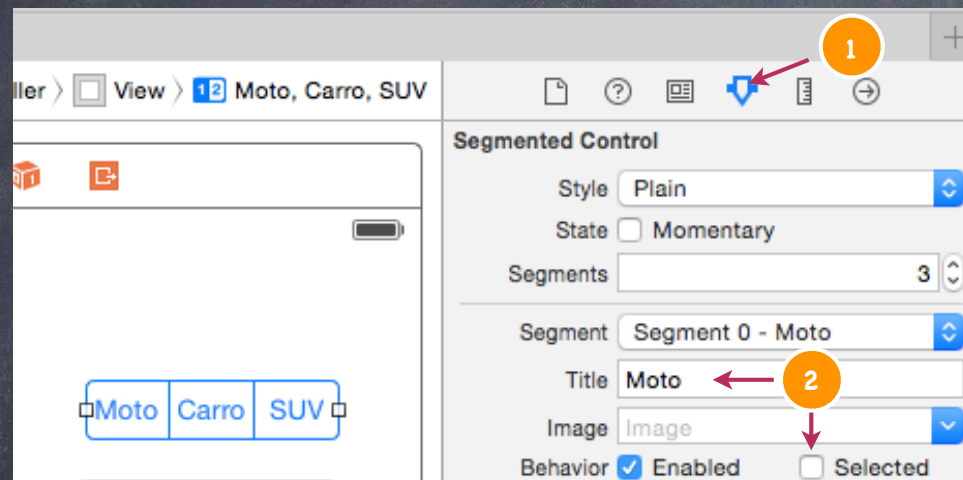 1
ller > View > 12 Moto, Carro, SUV
Segmented Control
Style Plain
State Momentary
Segments 3
Segment Segment 0 - Moto
Title Moto 2
Moto Carro SUV
Image Image
Behavior Enabled Selected